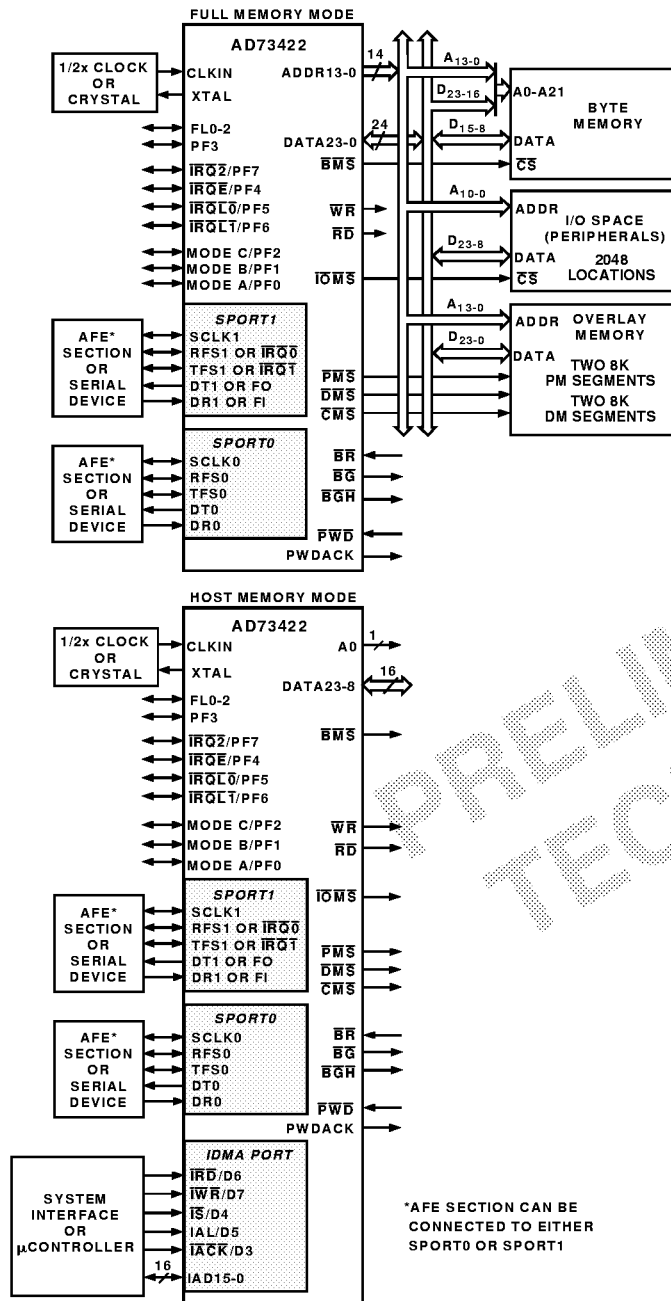 FULL MEMORY MODE
AD73422
1/2x CLOCK
OR
CRYSTAL
CLKIN
XTAL
FL0-2
PF3
IRQ2/PF7
IRQE/PF4
IRQL0/PF5
IRQL1/PF6
MODE C/PF2
MODE B/PF1
MODE A/PF0
AFE*
SECTION
OR
SERIAL
DEVICE
SPORT1
SCLK1
RFS1 OR IRQ0
TFS1 OR IRQ1
DT1 OR FO
DR1 OR FI
AFE*
SECTION
OR
SERIAL
DEVICE
SPORT0
SCLK0
RFS0
TFS0
DT0
DR0
ADDR13-0
14
DATA23-0
24
BMS
WR
RD
IOMS
PMS
DMS
CMS
BR
BG
BGH
PWD
PWDACK
A13-0
D23-16
D15-8
A0-A21
BYTE
MEMORY
DATA
CS
A10-0
D23-8
ADDR
I/O SPACE
(PERIPHERALS)
DATA
2048
LOCATIONS
CS
A13-0
D23-0
ADDR
OVERLAY
MEMORY
DATA
TWO 8K
PM SEGMENTS
TWO 8K
DM SEGMENTS
HOST MEMORY MODE
AD73422
1/2x CLOCK
OR
CRYSTAL
CLKIN
XTAL
FL0-2
PF3
IRQ2/PF7
IRQE/PF4
IRQL0/PF5
IRQL1/PF6
MODE C/PF2
MODE B/PF1
MODE A/PF0
AFE*
SECTION
OR
SERIAL
DEVICE
SPORT1
SCLK1
RFS1 OR IRQ0
TFS1 OR IRQ1
DT1 OR FO
DR1 OR FI
AFE*
SECTION
OR
SERIAL
DEVICE
SPORT0
SCLK0
RFS0
TFS0
DT0
DR0
SYSTEM
INTERFACE
OR
µCONTROLLER
IDMA PORT
IRD/D6
IWR/D7
IS/D4
IAL/D5
IACK/D3
16
IAD15-0
A0
1
DATA23-8
16
BMS
WR
RD
IOMS
PMS
DMS
CMS
BR
BG
BGH
PWD
PWDACK
*AFE SECTION CAN BE
CONNECTED TO EITHER
SPORT0 OR SPORT1